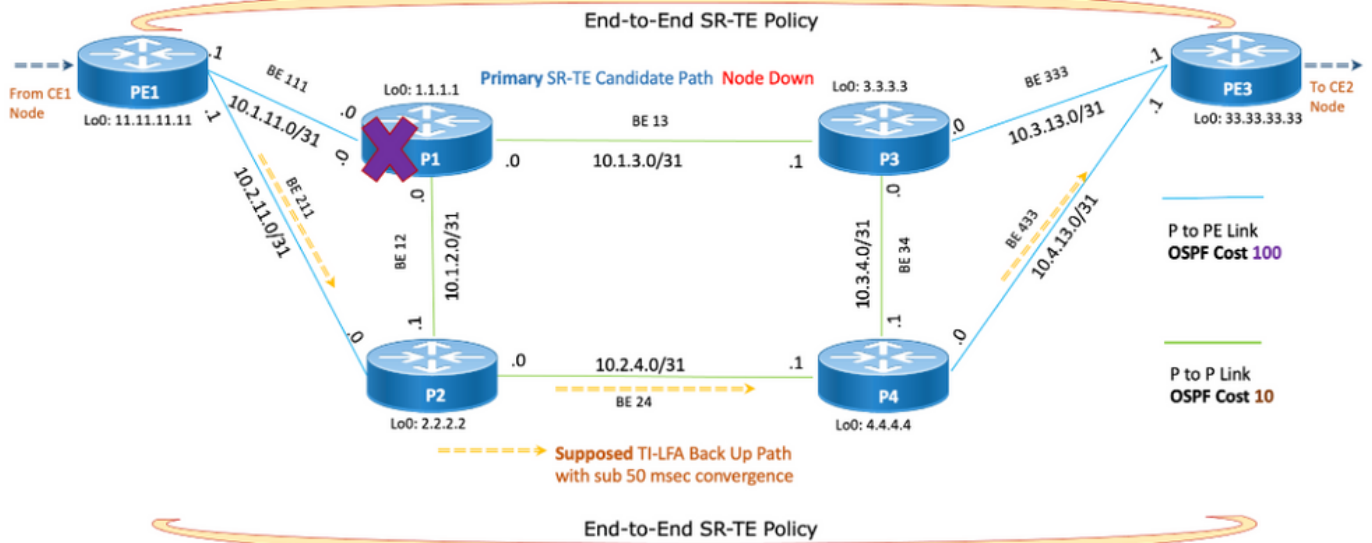 End-to-End SR-TE Policy
From CE1
Node
PE1
Lo0: 11.11.11.11
.1
.1
BE 111
10.1.11.0/31
.0
.0
Lo0: 1.1.1.1
P1
Primary SR-TE Candidate Path Node Down
Lo0: 3.3.3.3
P3
BE 13
.0
10.1.3.0/31
.1
BE 333
10.3.13.0/31
.0
.1
.1
PE3
Lo0: 33.33.33.33
To CE2
Node
BE 211
10.2.11.0/31
.0
.0
BE 12
10.1.2.0/31
.1
.0
10.3.4.0/31
BE 34
.1
BE 433
10.4.13.0/31
.0
P to PE Link
OSPF Cost 100
P2
Lo0: 2.2.2.2
.0
10.2.4.0/31
.1
BE 24
P4
Lo0: 4.4.4.4
P to P Link
OSPF Cost 10
Supposed TI-LFA Back Up Path
with sub 50 msec convergence
End-to-End SR-TE Policy